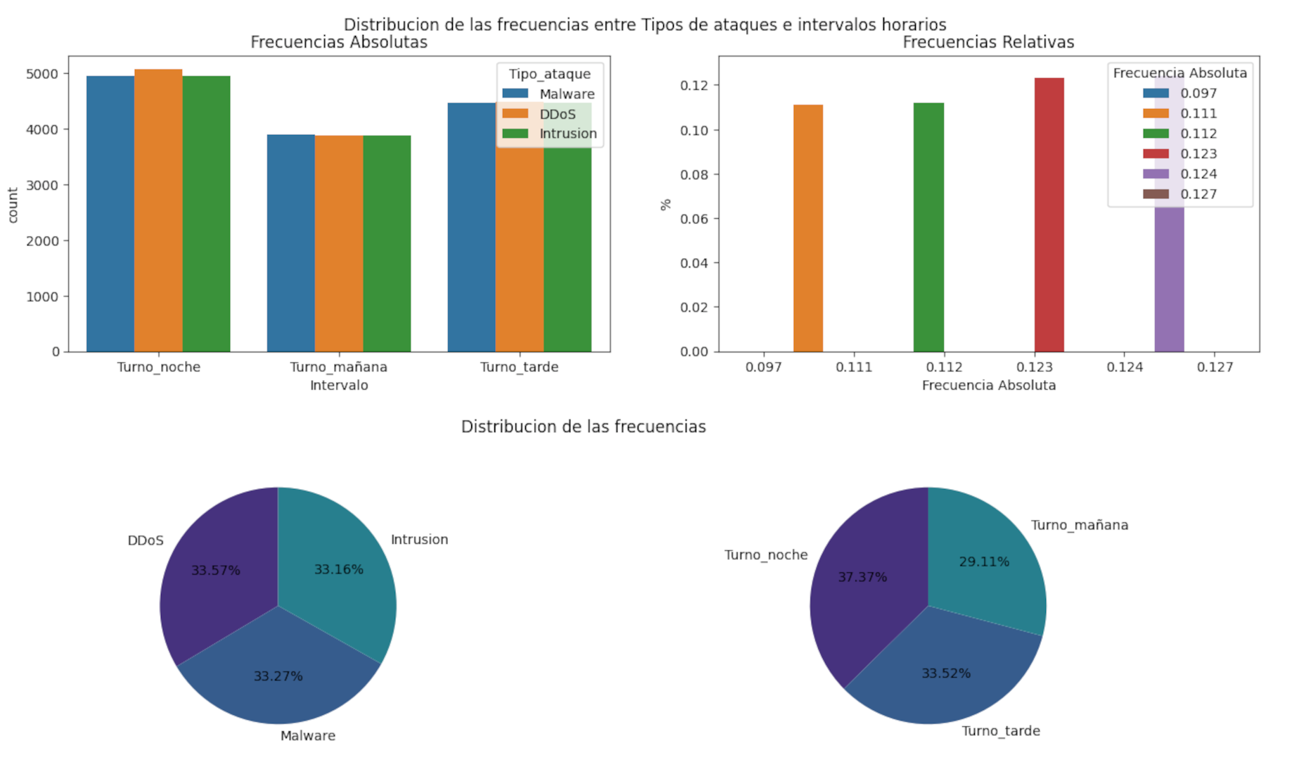 Distribucion de las frecuencias entre Tipos de ataques e intervalos horarios
Frecuencias Absolutas
5000
4000
3000
2000
1000
0
count
Tipo_ataque
Malware
DDoS
Intrusion
Turno_noche
Turno_mañana
Turno_tarde
Intervalo
Frecuencias Relativas
0.12
0.10
0.08
0.06
0.04
0.02
0.00
%
Frecuencia Absoluta
0.097
0.111
0.112
0.123
0.124
0.127
0.097
0.111
0.112
0.123
0.124
0.127
Frecuencia Absoluta
Distribucion de las frecuencias
DDoS
33.57%
Intrusion
33.16%
33.27%
Malware
Turno_noche
37.37%
Turno_mañana
29.11%
33.52%
Turno_tarde